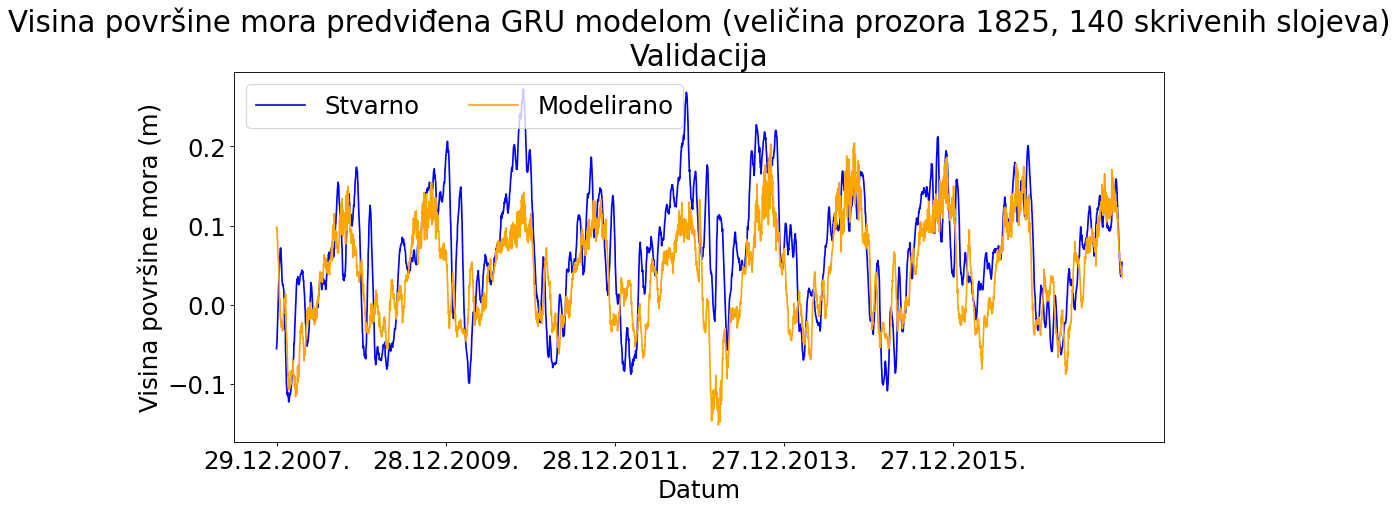 Visina površine mora predviđena GRU modelom (veličina prozora 1825, 140 skrivenih slojeva)
Validacija
Stvarno
Modelirano
Visina površine mora (m)
0.2
0.1
0.0
−0.1
29.12.2007.
28.12.2009.
28.12.2011.
27.12.2013.
27.12.2015.
Datum